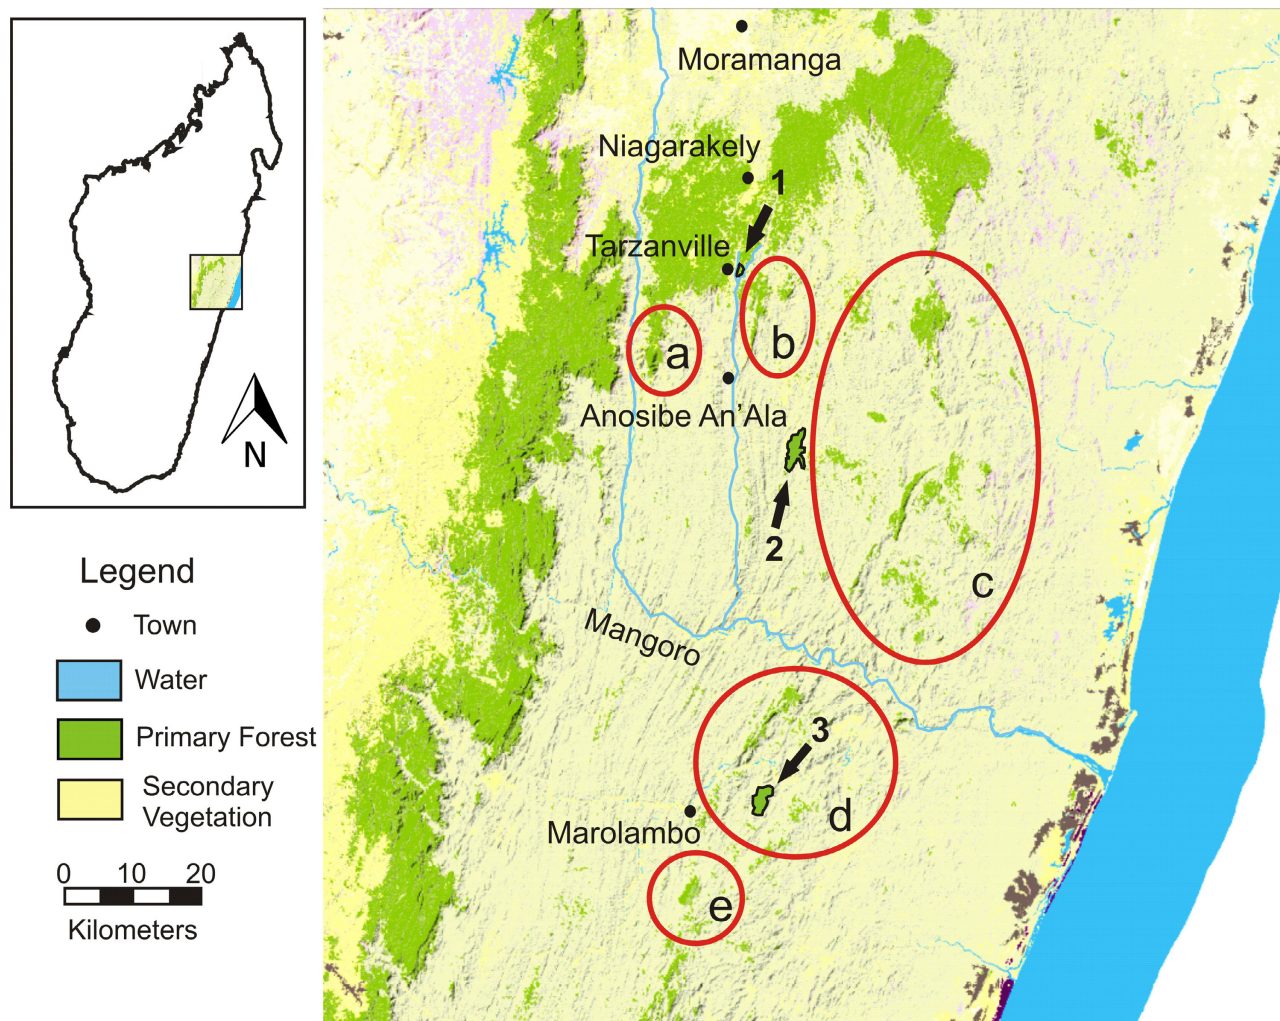 Moramanga
Niagarakely
1
Tarzanville
a
b
Anosibe An'Ala
2
c
Mangoro
3
d
Marolambo
e
N
Legend
Town
Water
Primary Forest
Secondary
Vegetation
0 10 20
Kilometers